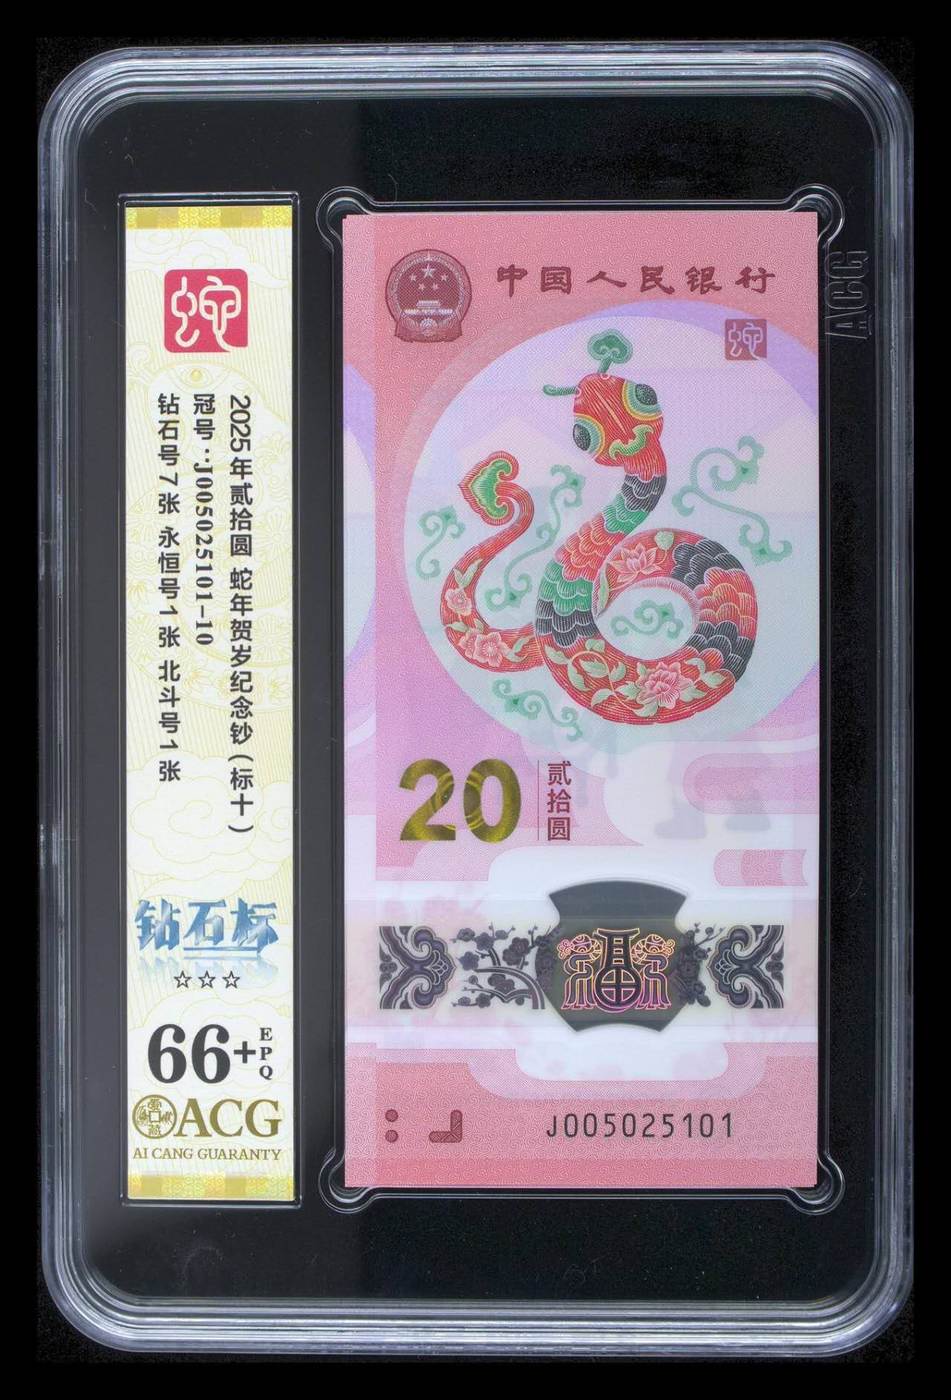 蛇
2025年贰拾圆 蛇年贺岁纪念钞(标十)
冠号:J005025101-10
钻石号7张 永恒号1张 北斗号1张
钻石标
☆☆☆
66+
EPQ
ACG
AI CANG GUARANTY
中国人民银行
蛇
20
贰拾圆
福
J005025101
ACG